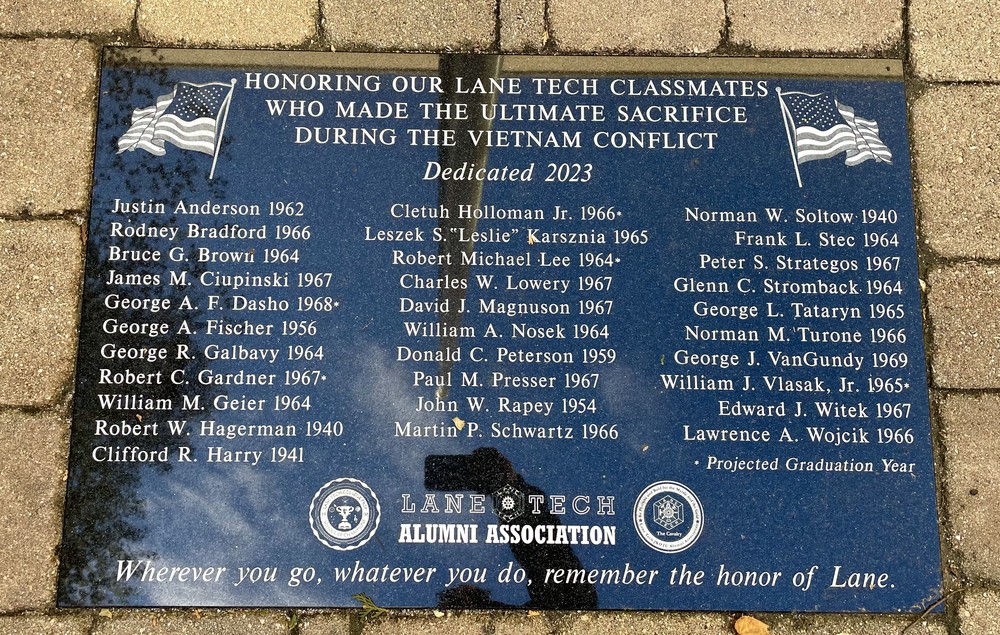 HONORING OUR LANE TECH CLASSMATES
WHO MADE THE ULTIMATE SACRIFICE
DURING THE VIETNAM CONFLICT
Dedicated 2023
Justin Anderson 1962
Rodney Bradford 1966
Bruce G. Brown 1964
James M. Ciupinski 1967
George A. F. Dasho 1968*
George A. Fischer 1956
George R. Galbavy 1964
Robert C. Gardner 1967*
William M. Geier 1964
Robert W. Hagerman 1940
Clifford R. Harry 1941
Cletuh Holloman Jr. 1966*
Leszek S. "Leslie" Karsznia 1965
Robert Michael Lee 1964*
Charles W. Lowery 1967
David J. Magnuson 1967
William A. Nosek 1964
Donald C. Peterson 1959
Paul M. Presser 1967
John W. Rapey 1954
Martin P. Schwartz 1966
Norman W. Soltow 1940
Frank L. Stec 1964
Peter S. Strategos 1967
Glenn C. Stromback 1964
George L. Tataryn 1965
Norman M. Turone 1966
George J. VanGundy 1969
William J. Vlasak, Jr. 1965*
Edward J. Witek 1967
Lawrence A. Wojcik 1966
* Projected Graduation Year
LANE TECH
ALUMNI ASSOCIATION
The Cavalry
Wherever you go, whatever you do, remember the honor of Lane.